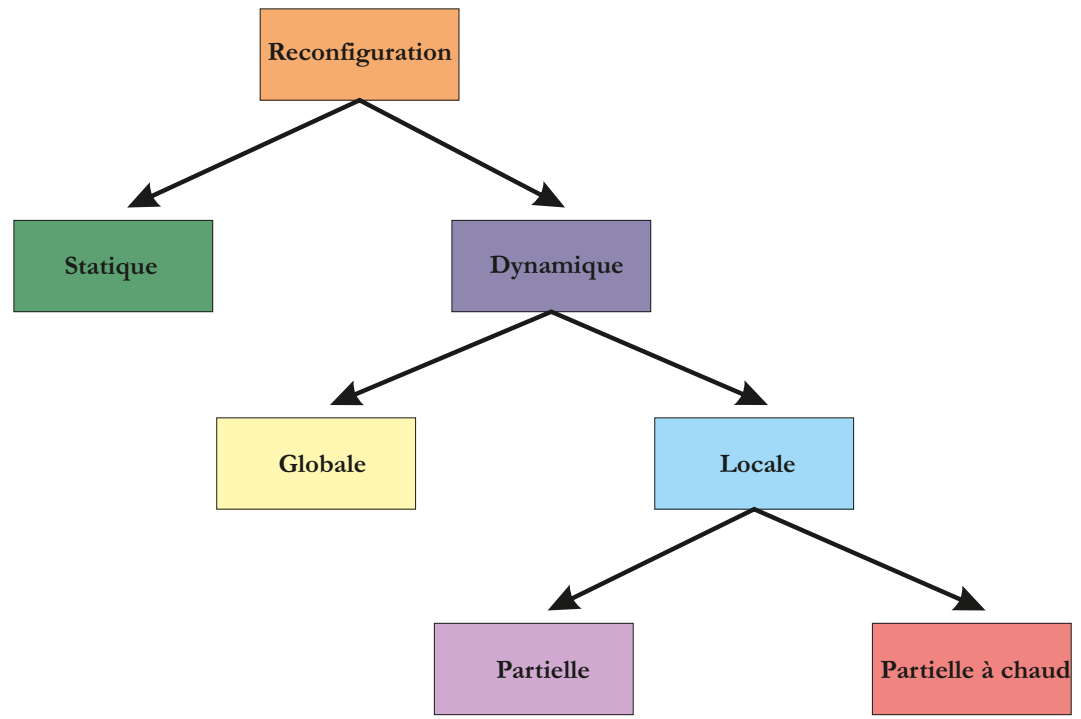 Reconfiguration
Statique
Dynamique
Globale
Locale
Partielle
Partielle à chaud